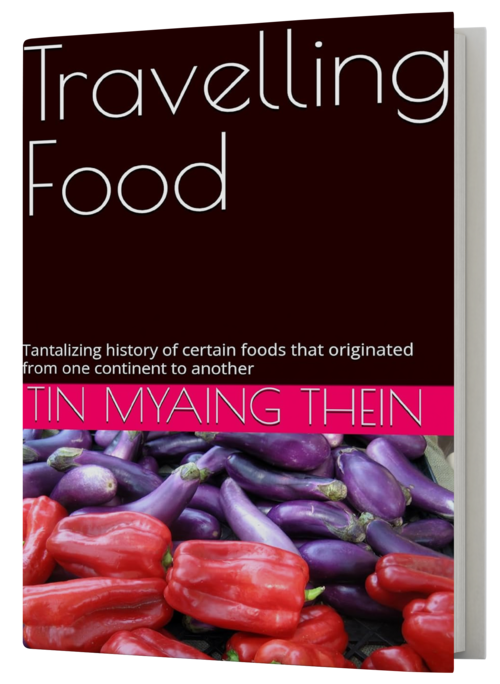 Travelling
Food
Tantalizing history of certain foods that originated
from one continent to another
TIN MYAING THEIN